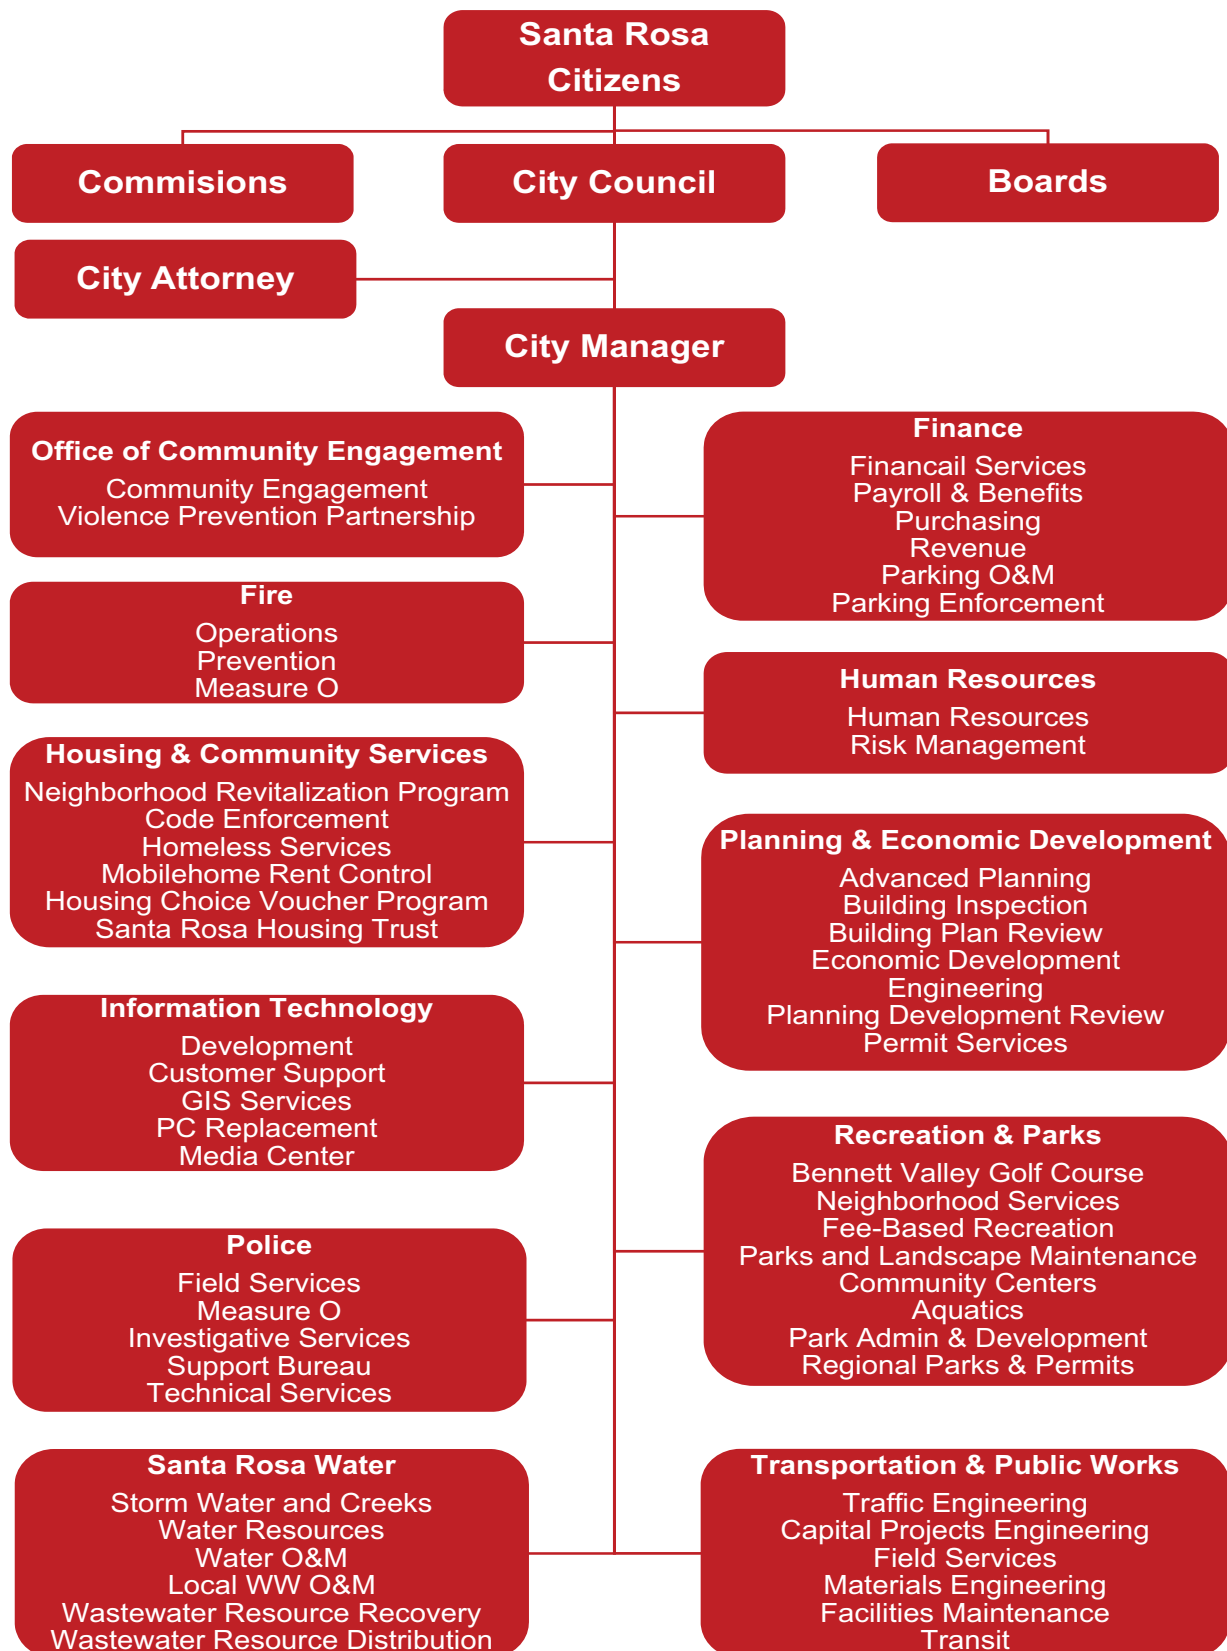 Santa Rosa
Citizens
Commisions
City Council
Boards
City Attorney
City Manager
Office of Community Engagement
Community Engagement
Violence Prevention Partnership
Finance
Financail Services
Payroll & Benefits
Purchasing
Revenue
Parking O&M
Parking Enforcement
Fire
Operations
Prevention
Measure O
Human Resources
Human Resources
Risk Management
Housing & Community Services
Neighborhood Revitalization Program
Code Enforcement
Homeless Services
Mobilehome Rent Control
Housing Choice Voucher Program
Santa Rosa Housing Trust
Planning & Economic Development
Advanced Planning
Building Inspection
Building Plan Review
Economic Development
Engineering
Planning Development Review
Permit Services
Information Technology
Development
Customer Support
GIS Services
PC Replacement
Media Center
Recreation & Parks
Bennett Valley Golf Course
Neighborhood Services
Fee-Based Recreation
Parks and Landscape Maintenance
Community Centers
Aquatics
Park Admin & Development
Regional Parks & Permits
Police
Field Services
Measure O
Investigative Services
Support Bureau
Technical Services
Santa Rosa Water
Storm Water and Creeks
Water Resources
Water O&M
Local WW O&M
Wastewater Resource Recovery
Wastewater Resource Distribution
Transportation & Public Works
Traffic Engineering
Capital Projects Engineering
Field Services
Materials Engineering
Facilities Maintenance
Transit